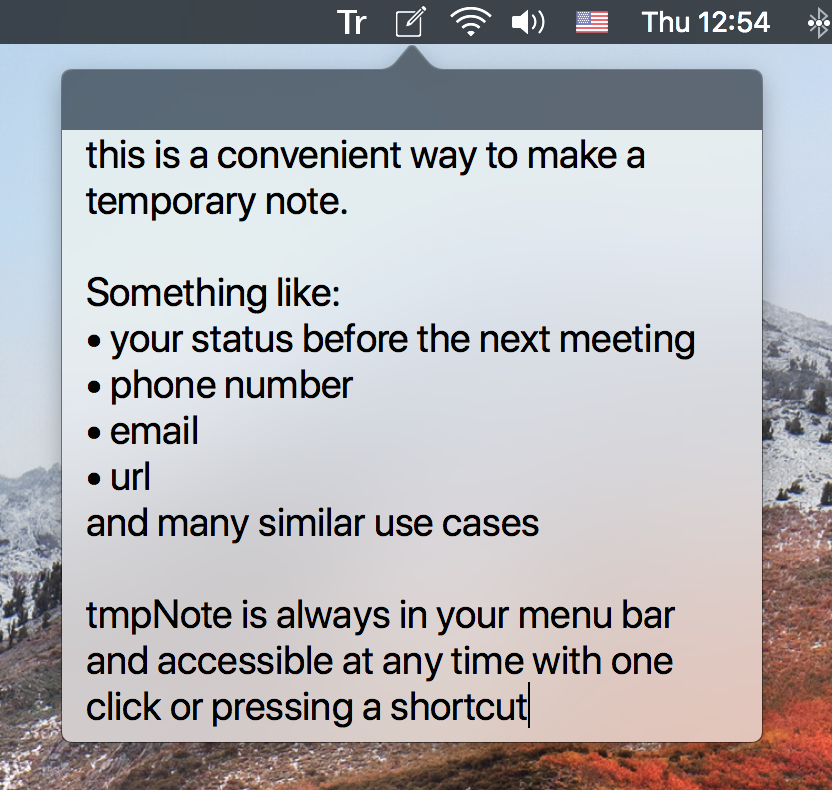 Tr Thu 12:54
this is a convenient way to make a
temporary note.
Something like:
• your status before the next meeting
• phone number
• email
• url
and many similar use cases
tmpNote is always in your menu bar
and accessible at any time with one
click or pressing a shortcut